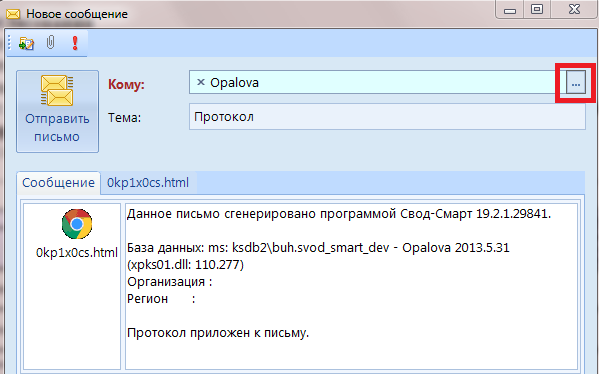 Новое сообщение
Отправить
письмо
Кому:
× Opalova
...
Тема:
Протокол
Сообщение
0kp1x0cs.html
0kp1x0cs.html
Данное письмо сгенерировано программой Свод-Смарт 19.2.1.29841.
База данных: ms: ksdb2\buh.svod_smart_dev - Opalova 2013.5.31
(xpks01.dll: 110.277)
Организация :
Регион :
Протокол приложен к письму.